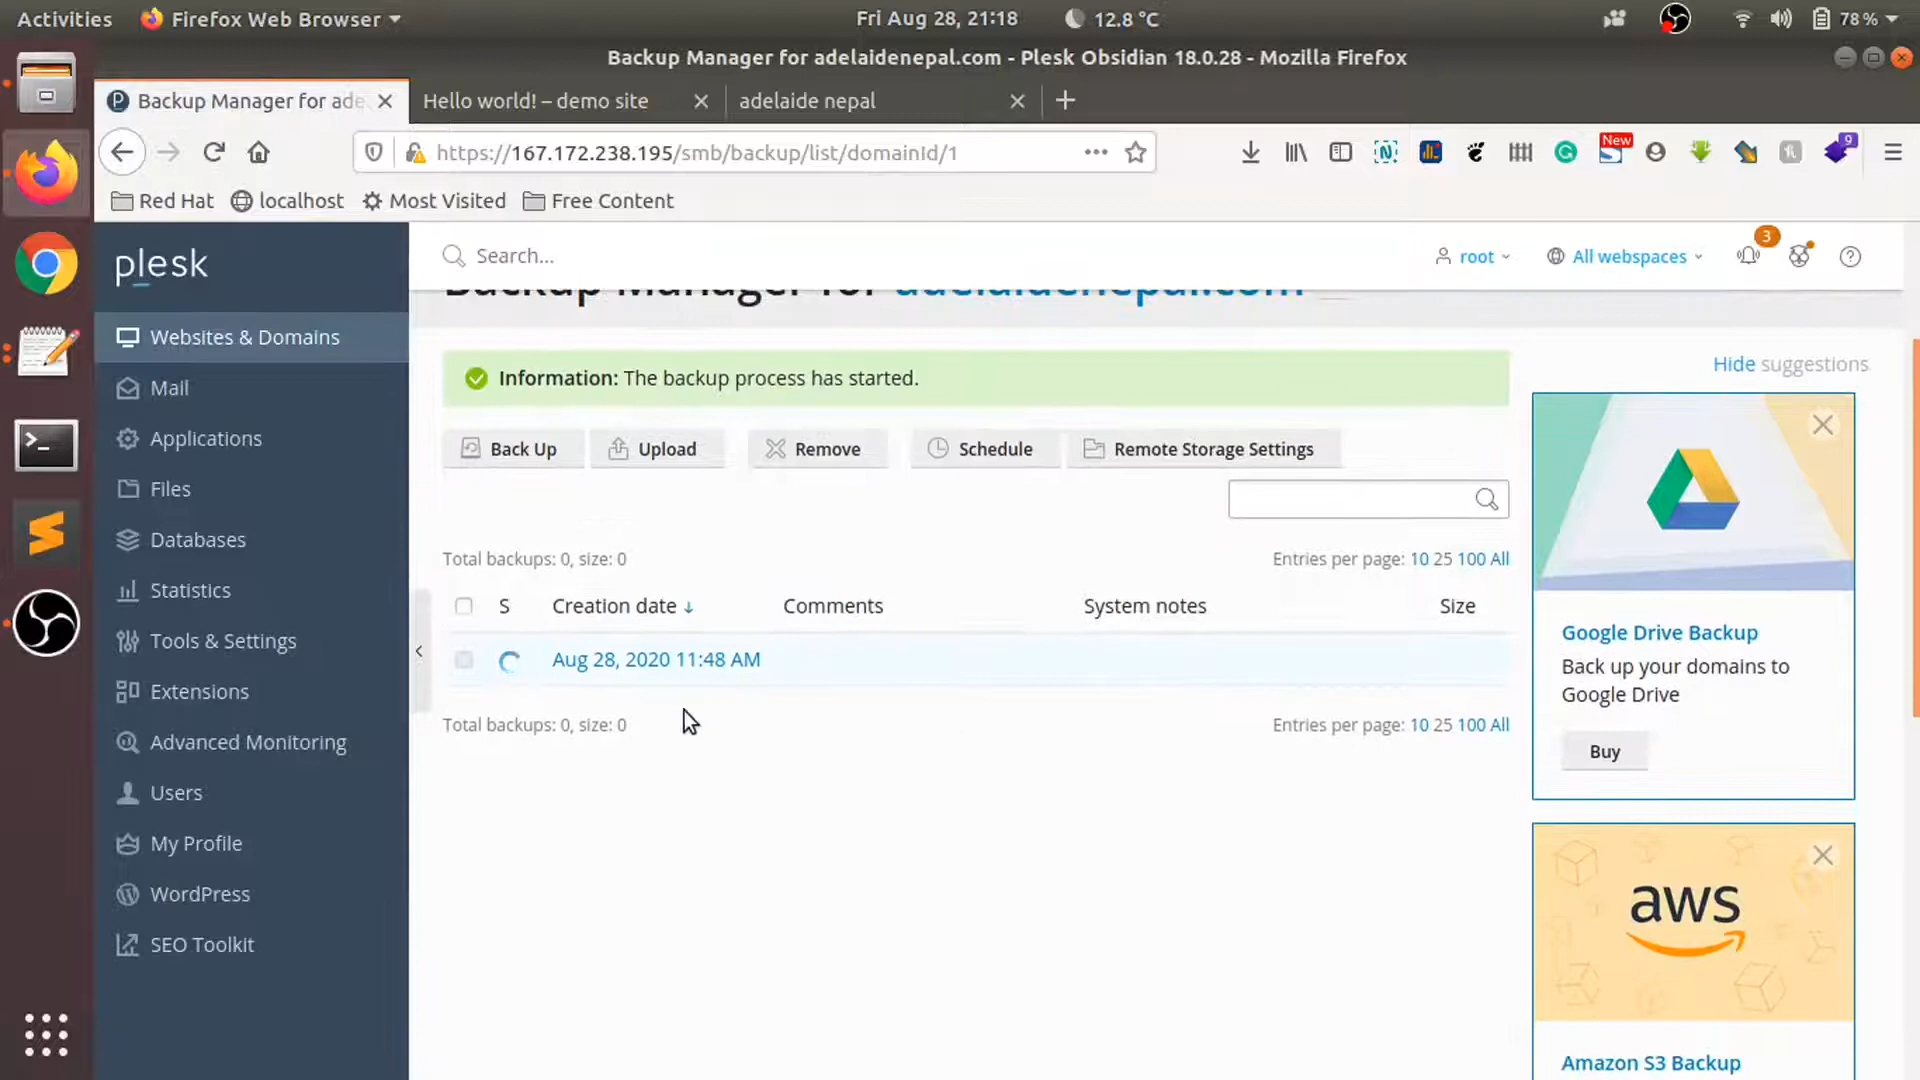 Activities Firefox Web Browser Fri Aug 28, 21:18 12.8 °C 78 %
Backup Manager for adelaidenepal.com - Plesk Obsidian 18.0.28 - Mozilla Firefox
Backup Manager for ade Hello world! – demo site adelaide nepal
https://167.172.238.195/smb/backup/list/domainId/1 New 9
Red Hat localhost Most Visited Free Content
plesk
Search... root All webspaces 3
Backup Manager for adelaidenepal.com
Websites & Domains
Mail
Applications
Files
Databases
Statistics
Tools & Settings
Extensions
Advanced Monitoring
Users
My Profile
WordPress
SEO Toolkit
Information: The backup process has started.
Back Up Upload Remove Schedule Remote Storage Settings
Total backups: 0, size: 0 Entries per page: 10 25 100 All
S Creation date ↓ Comments System notes Size
Aug 28, 2020 11:48 AM
Total backups: 0, size: 0 Entries per page: 10 25 100 All
Hide suggestions
Google Drive Backup
Back up your domains to
Google Drive
Buy
aws
Amazon S3 Backup